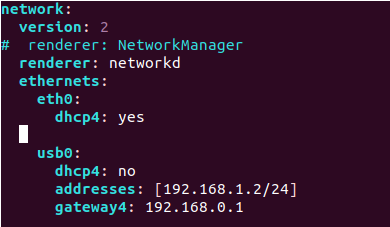 network:
  version: 2
#  renderer: NetworkManager
  renderer: networkd
  ethernets:
    eth0:
      dhcp4: yes

    usb0:
      dhcp4: no
      addresses: [192.168.1.2/24]
      gateway4: 192.168.0.1